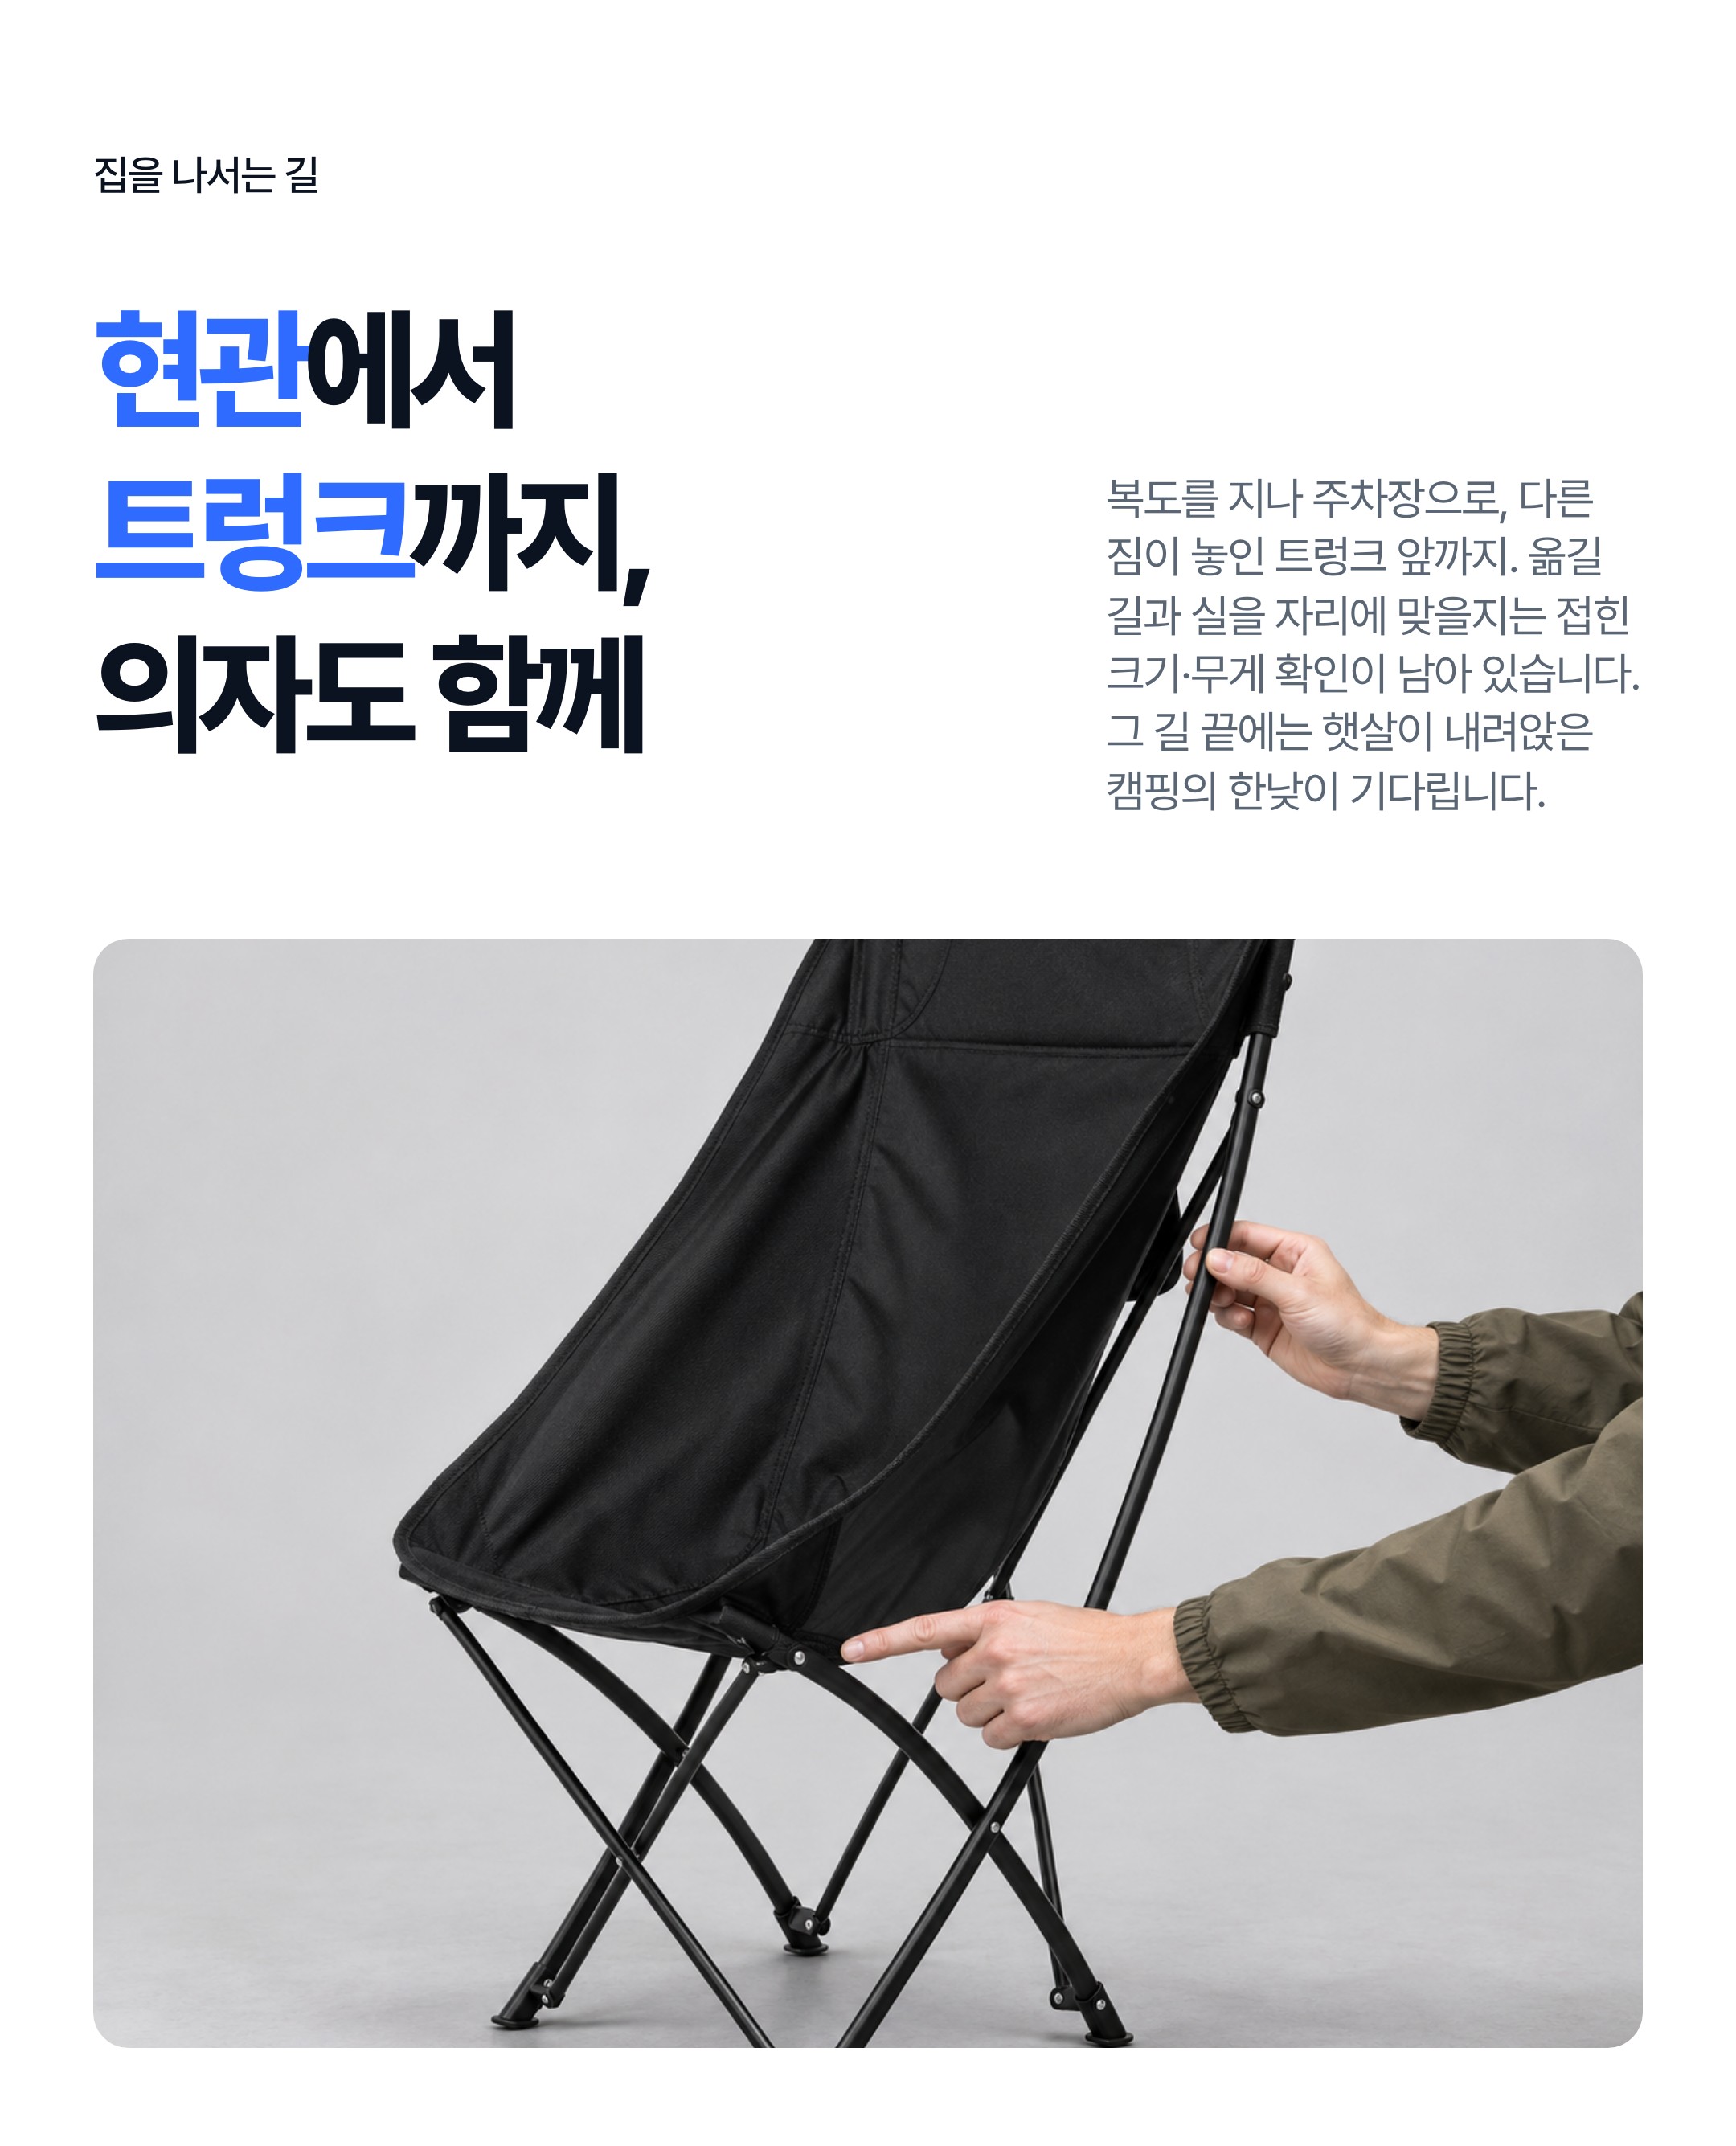 집을 나서는 길
현관에서
트렁크까지,
의자도 함께
복도를 지나 주차장으로, 다른
짐이 놓인 트렁크 앞까지. 옮길
길과 실을 자리에 맞을지는 접힌
크기·무게 확인이 남아 있습니다.
그 길 끝에는 햇살이 내려앉은
캠핑의 한낮이 기다립니다.